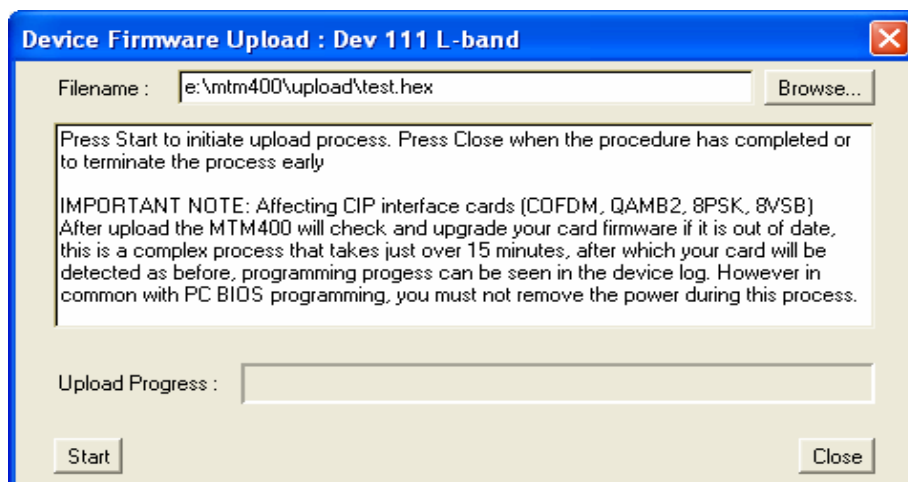 Device Firmware Upload : Dev 111 L-band
Filename : e:\mtm400\upload\test.hex Browse...
Press Start to initiate upload process. Press Close when the procedure has completed or
to terminate the process early
IMPORTANT NOTE: Affecting CIP interface cards (COFDM, QAMB2, 8PSK, 8VSB)
After upload the MTM400 will check and upgrade your card firmware if it is out of date,
this is a complex process that takes just over 15 minutes, after which your card will be
detected as before, programming progess can be seen in the device log. However in
common with PC BIOS programming, you must not remove the power during this process.
Upload Progress :
Start Close